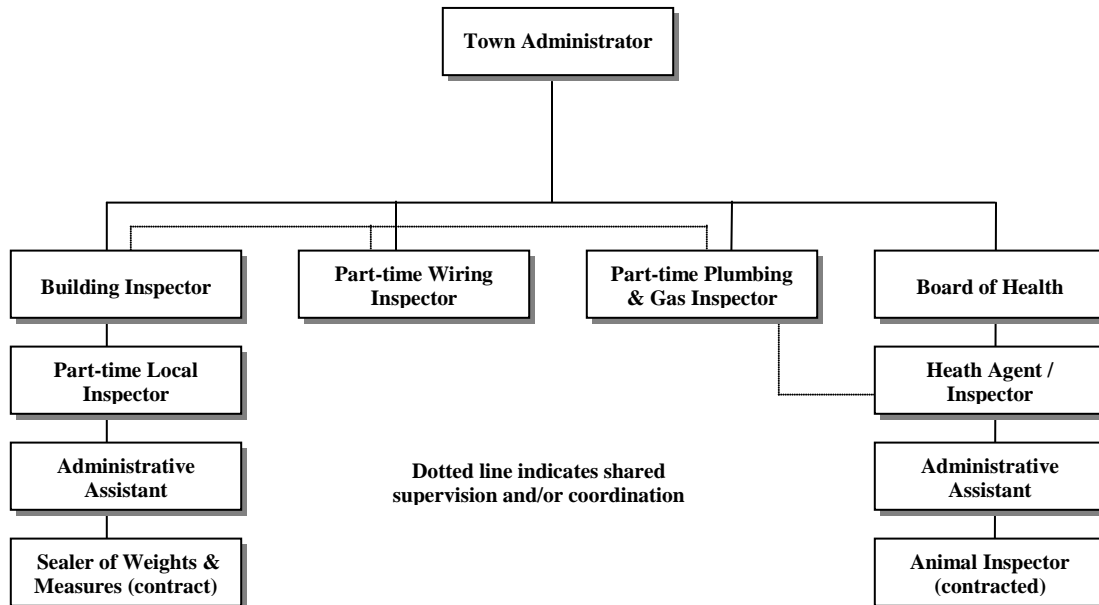 Town Administrator
Building Inspector
Part-time Wiring
Inspector
Part-time Plumbing
& Gas Inspector
Board of Health
Part-time Local
Inspector
Heath Agent /
Inspector
Administrative
Assistant
Dotted line indicates shared
supervision and/or coordination
Administrative
Assistant
Sealer of Weights &
Measures (contract)
Animal Inspector
(contracted)